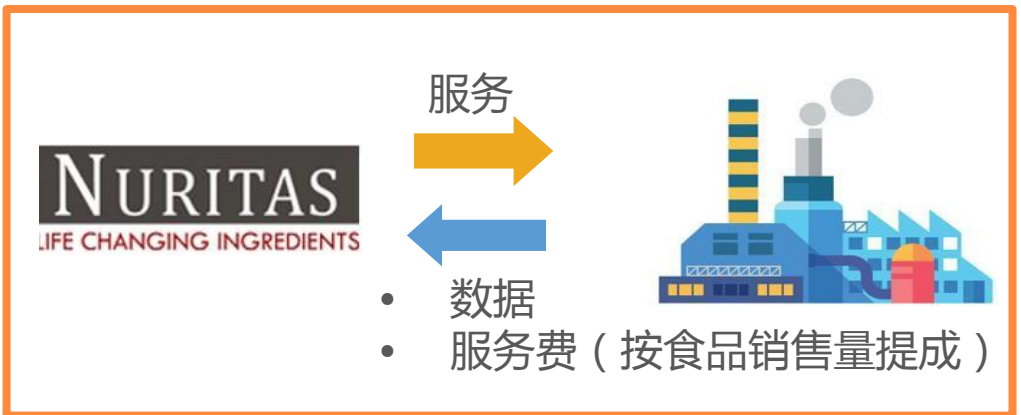 服务
NURITAS
LIFE CHANGING INGREDIENTS
• 数据
• 服务费（按食品销售量提成）